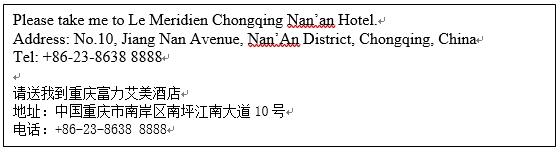 Please take me to Le Meridien Chongqing Nan’an Hotel.
Address: No.10, Jiang Nan Avenue, Nan’An District, Chongqing, China
Tel: +86-23-8638 8888
请送我到重庆富力艾美酒店
地址：中国重庆市南岸区南坪江南大道 10 号
电话：+86-23-8638 8888